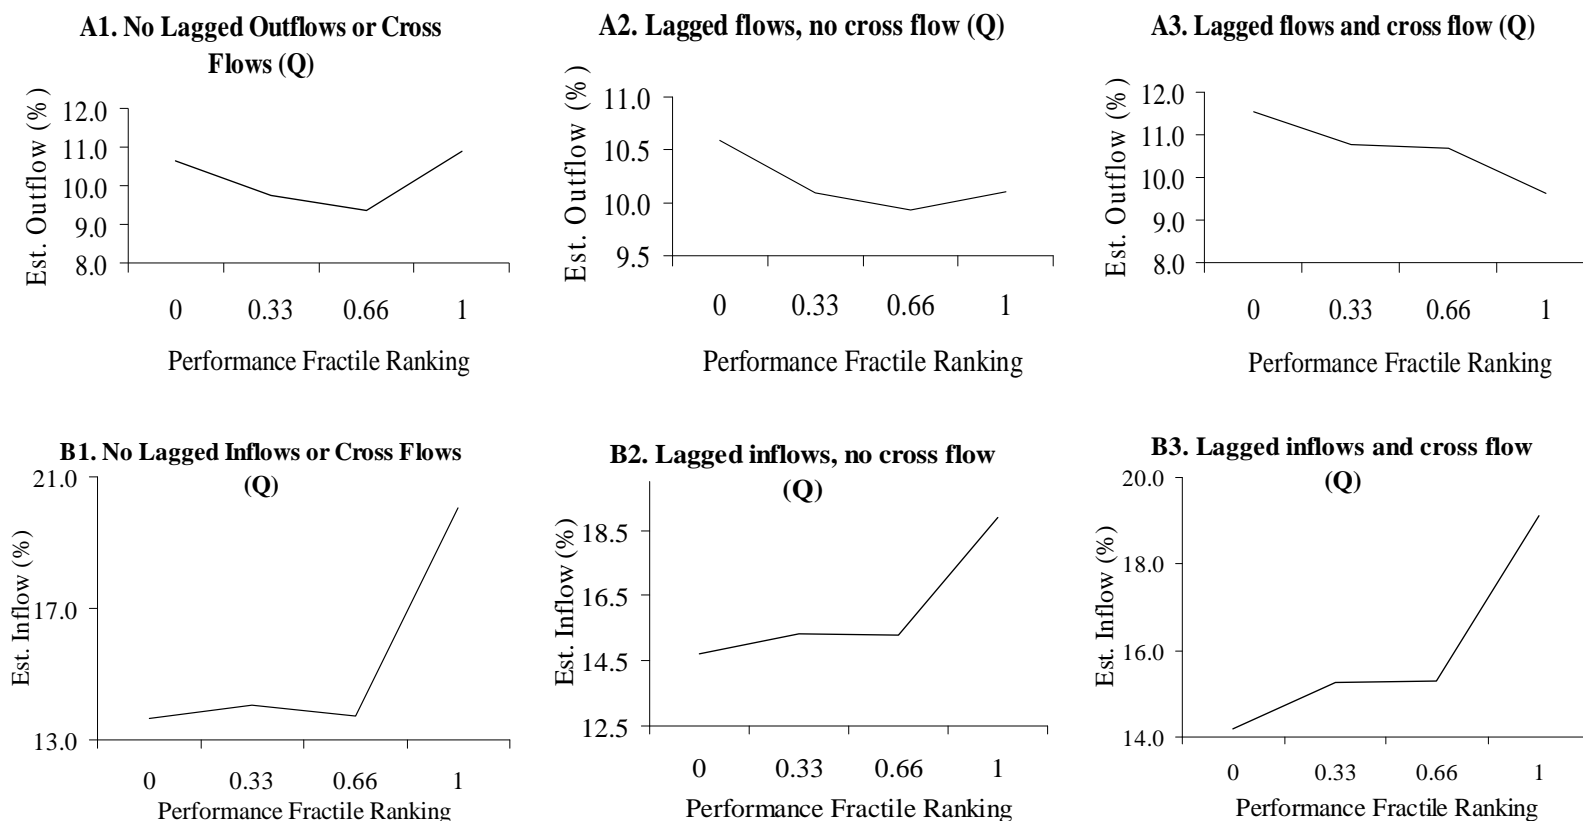 A1. No Lagged Outflows or Cross
Flows (Q)
Est. Outflow (%)
12.0
11.0
10.0
9.0
8.0
0 0.33 0.66 1
Performance Fractile Ranking
A2. Lagged flows, no cross flow (Q)
Est. Outflow (%)
11.0
10.5
10.0
9.5
0 0.33 0.66 1
Performance Fractile Ranking
A3. Lagged flows and cross flow (Q)
Est. Outflow (%)
12.0
11.0
10.0
9.0
8.0
0 0.33 0.66 1
Performance Fractile Ranking
B1. No Lagged Inflows or Cross Flows
(Q)
Est. Inflow (%)
21.0
17.0
13.0
0 0.33 0.66 1
Performance Fractile Ranking
B2. Lagged inflows, no cross flow
(Q)
Est. Inflow (%)
18.5
16.5
14.5
12.5
0 0.33 0.66 1
Performance Fractile Ranking
B3. Lagged inflows and cross flow
(Q)
Est. Inflow (%)
20.0
18.0
16.0
14.0
0 0.33 0.66 1
Performance Fractile Ranking